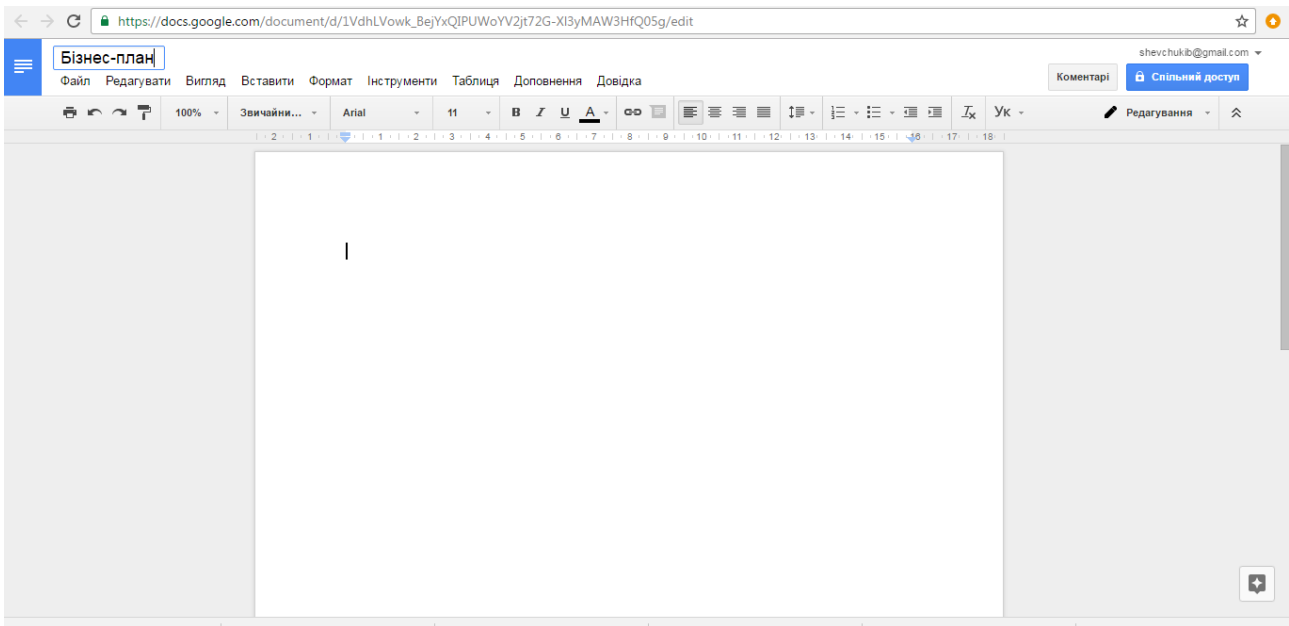 https://docs.google.com/document/d/1VdhLVowk_BejYxQIPUWoYV2jt72G-XI3yMAW3HfQ05g/edit
Бізнес-план
shevchukib@gmail.com
Файл Редагувати Вигляд Вставити Формат Інструменти Таблиця Доповнення Довідка
Коментарі Спільний доступ
100% Звичайни... Arial 11 B I U A Ук Редагування
2 1 1 2 3 4 5 6 7 8 9 10 11 12 13 14 15 16 17 18